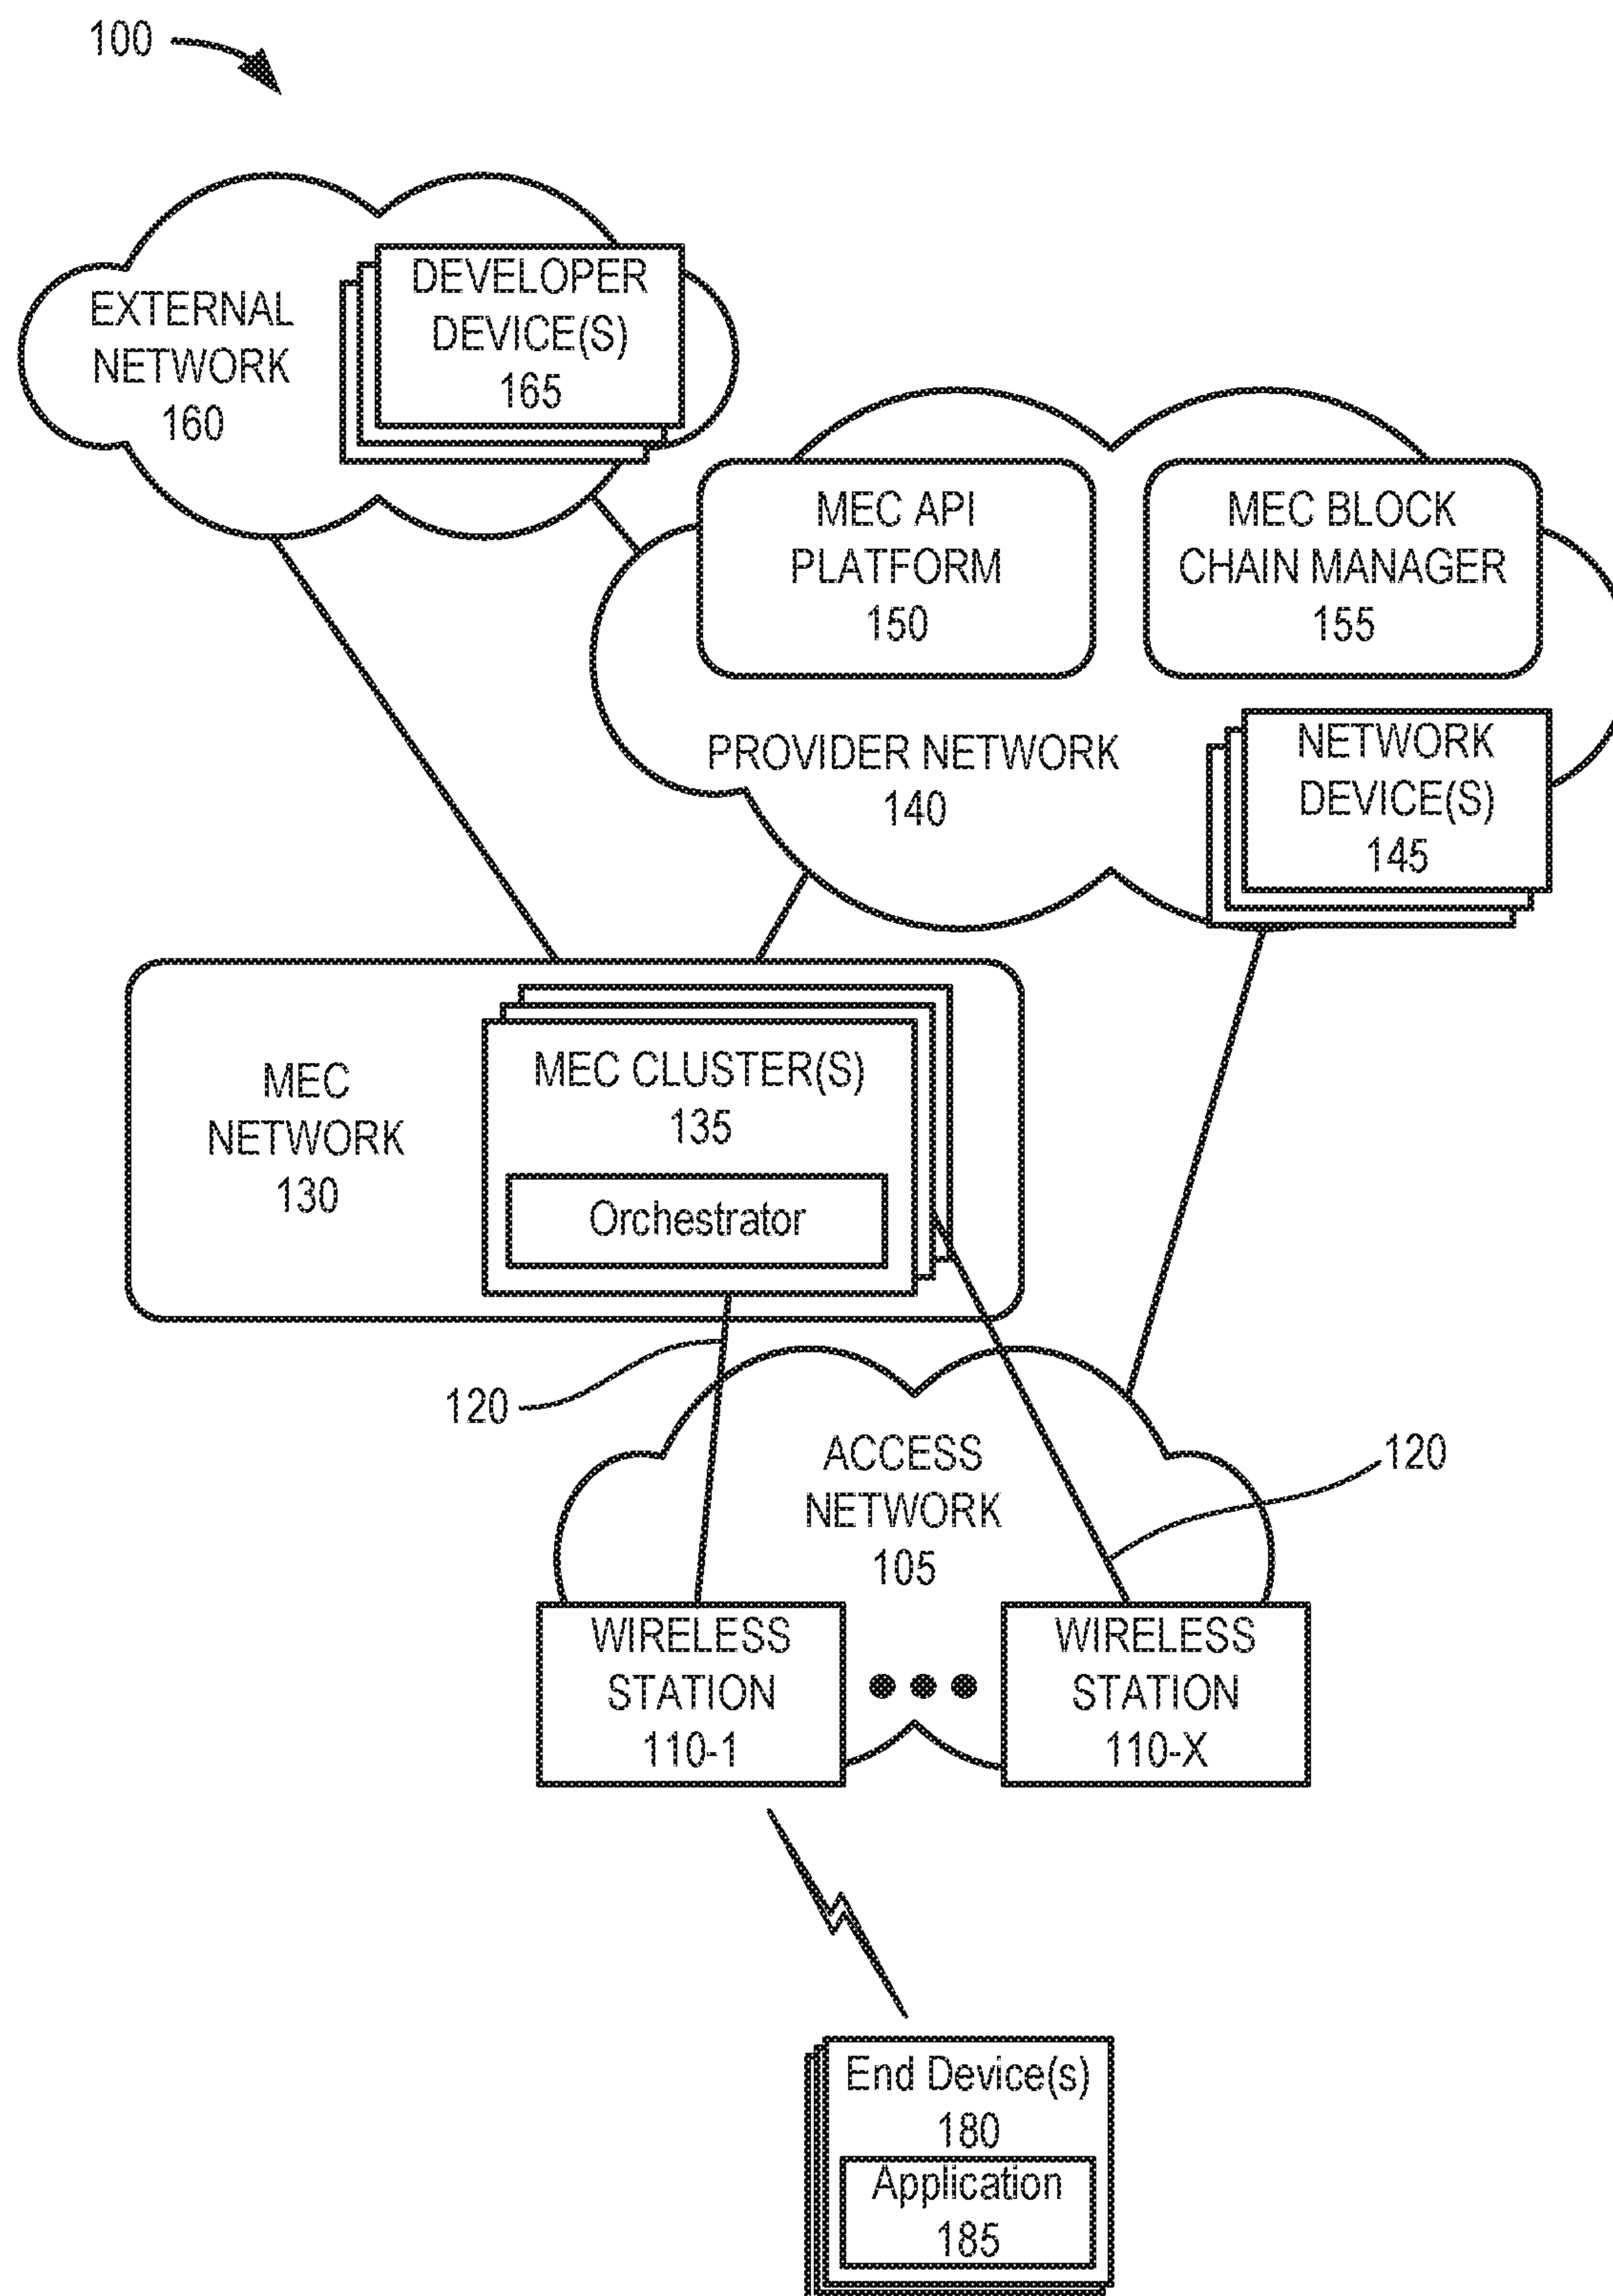 100
EXTERNAL
NETWORK
160
DEVELOPER
DEVICE(S)
165
MEC API
PLATFORM
150
MEC BLOCK
CHAIN MANAGER
155
PROVIDER NETWORK
140
NETWORK
DEVICE(S)
145
MEC
NETWORK
130
MEC CLUSTER(S)
135
Orchestrator
120
ACCESS
NETWORK
105
120
WIRELESS
STATION
110-1
WIRELESS
STATION
110-X
End Device(s)
180
Application
185